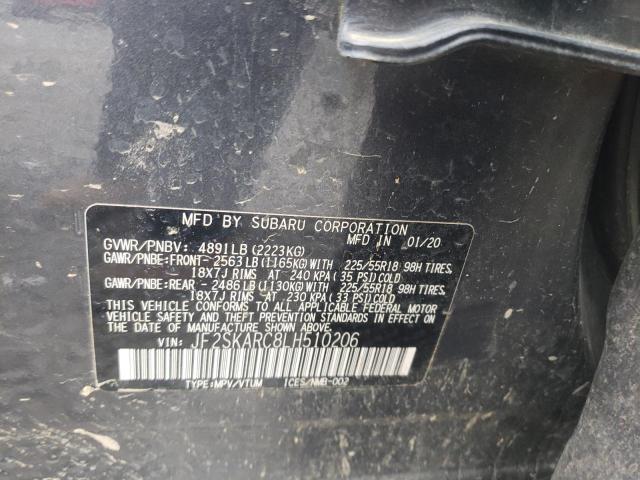 MFD BY SUBARU CORPORATION
GVWR/PNBV: 4891LB(2223KG) MFD IN 01/20
GAWR/PNBE:FRONT- 2563LB(1165KG)WITH 225/55R18 98H TIRES,
18X7J RIMS AT 240 KPA(35 PSI)COLD
GAWR/PNBE:REAR - 2486LB(1130KG)WITH 225/55R18 98H TIRES,
18X7J RIMS AT 230 KPA(33 PSI)COLD
THIS VEHICLE CONFORMS TO ALL APPLICABLE FEDERAL MOTOR
VEHICLE SAFETY AND THEFT PREVENTION STANDARDS IN EFFECT
ON THE DATE OF MANUFACTURE SHOWN ABOVE.
VIN: JF2SKARC8LH510206
TYPE:MPV/VTUM ICES/NMB-002